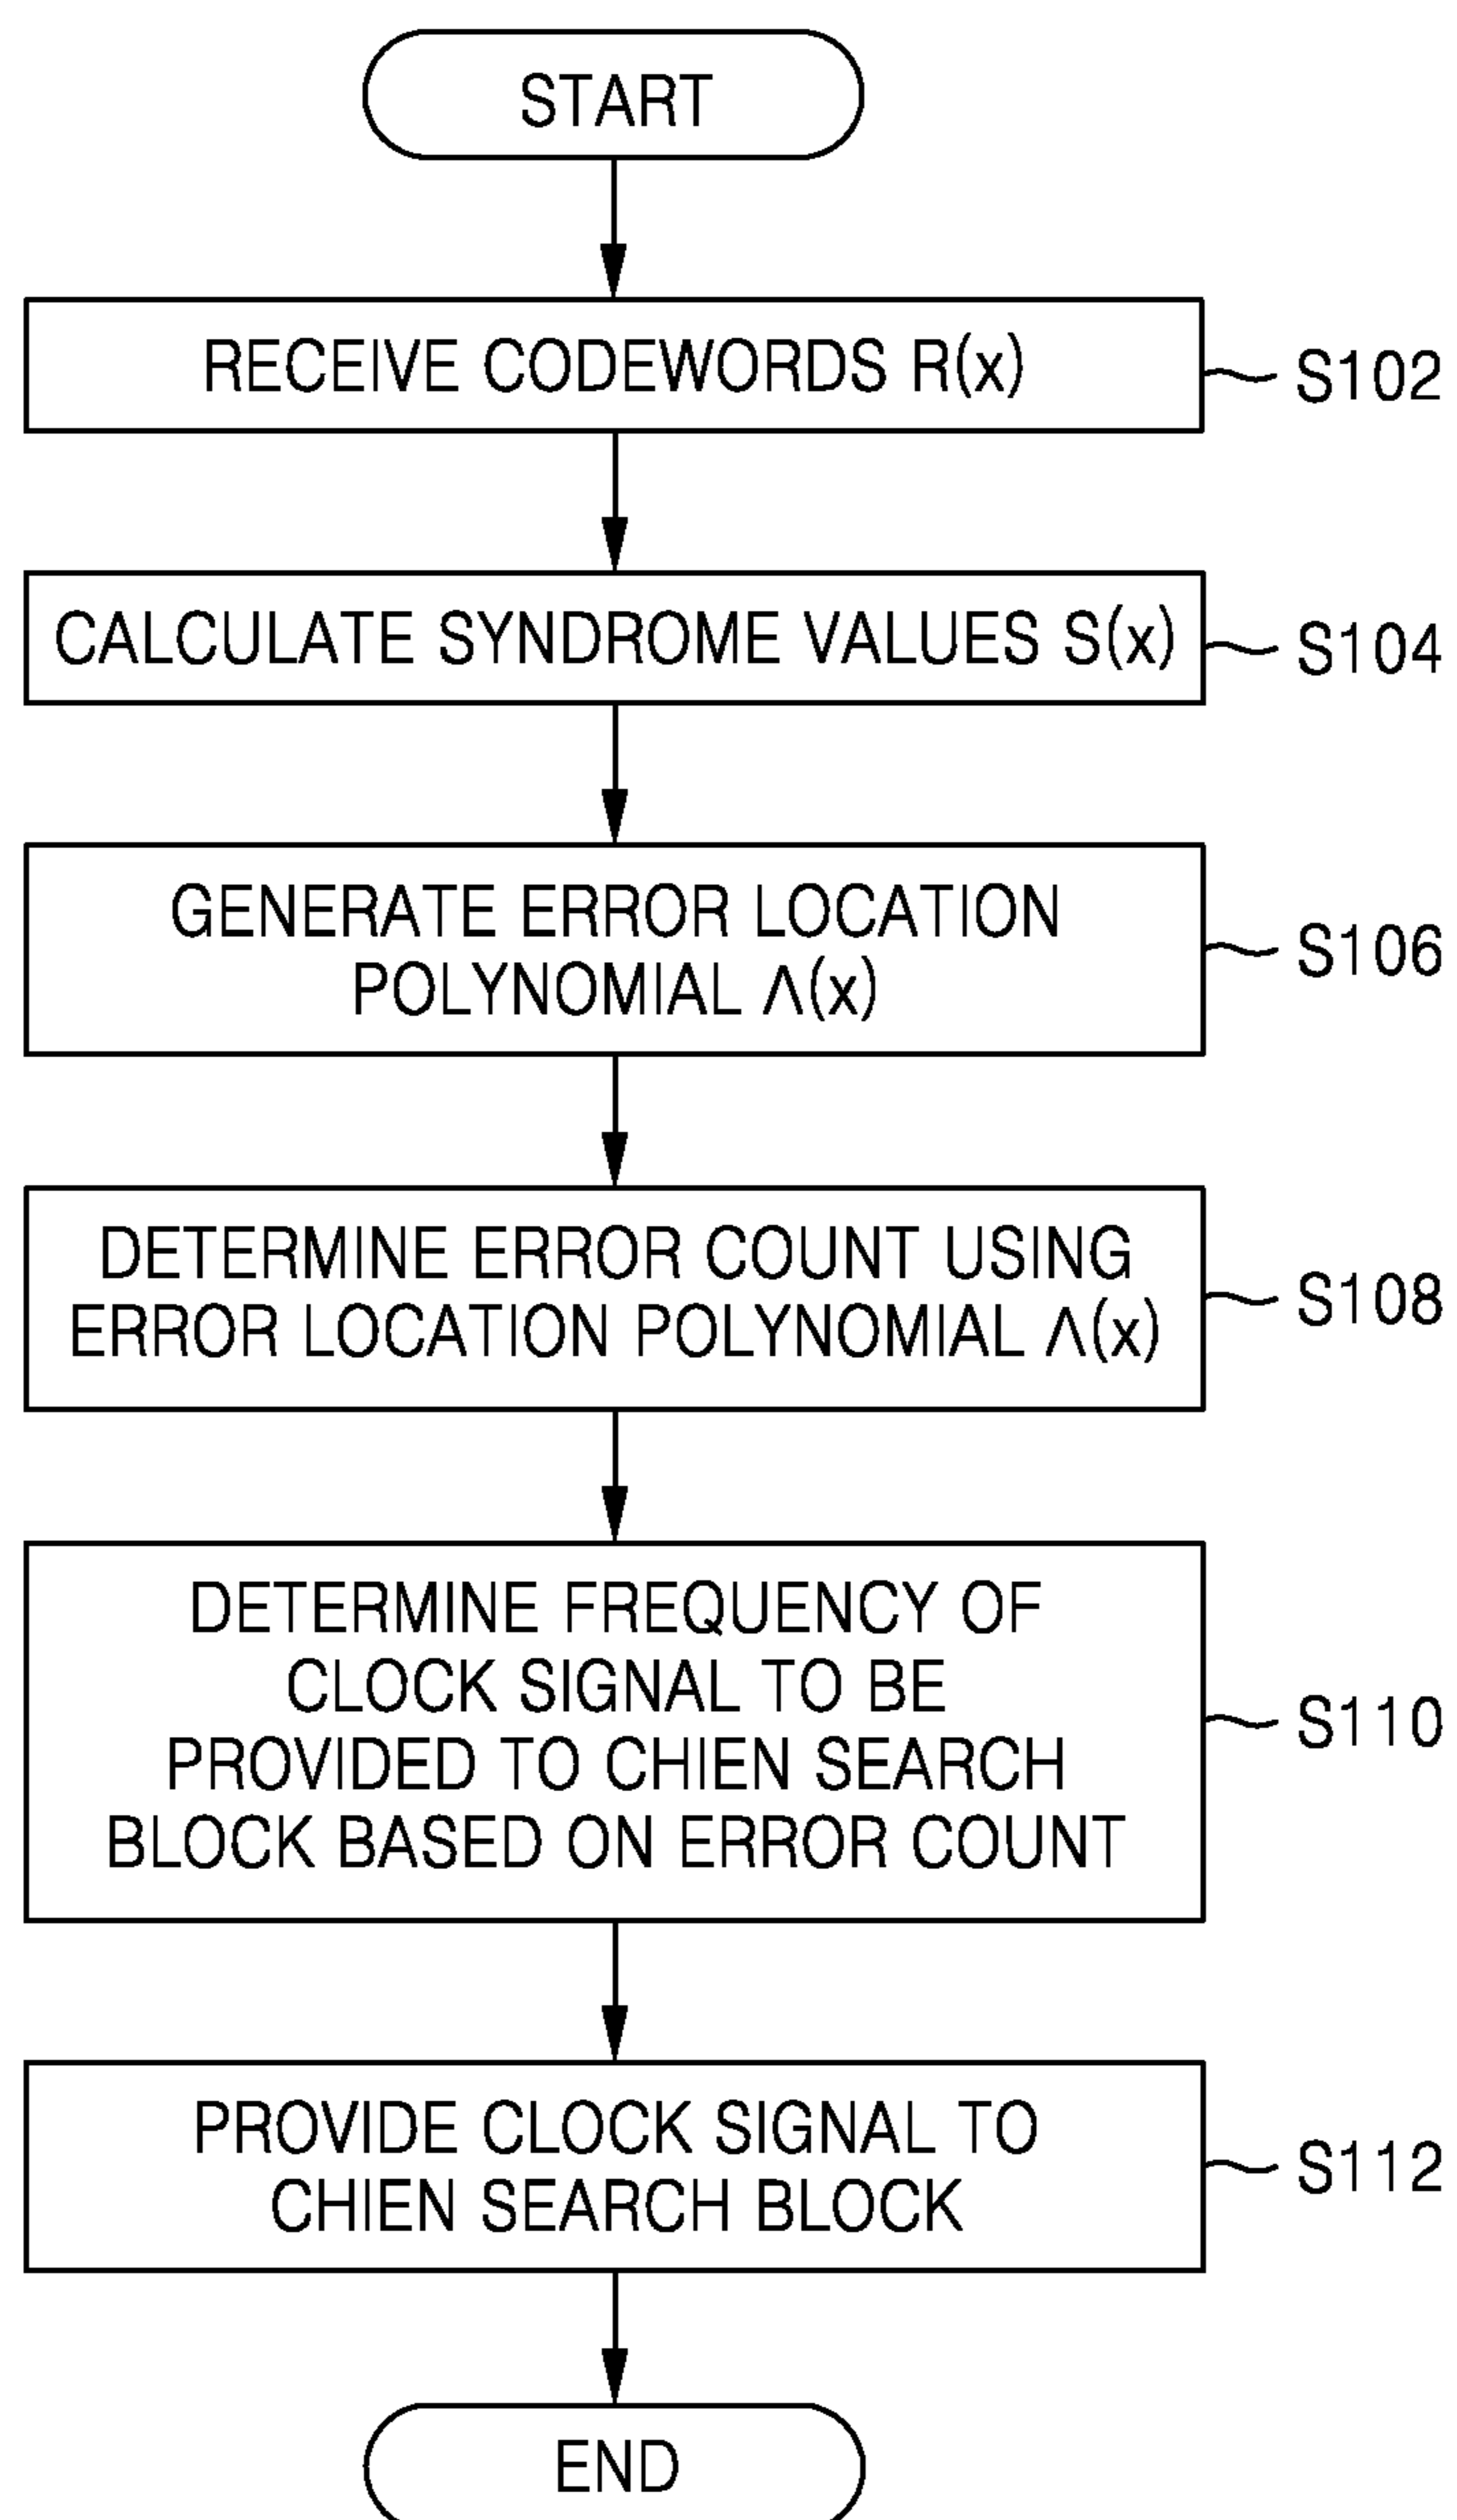 START
RECEIVE CODEWORDS R(x)
S102
CALCULATE SYNDROME VALUES S(x)
S104
GENERATE ERROR LOCATION
POLYNOMIAL Λ(x)
S106
DETERMINE ERROR COUNT USING
ERROR LOCATION POLYNOMIAL Λ(x)
S108
DETERMINE FREQUENCY OF
CLOCK SIGNAL TO BE
PROVIDED TO CHIEN SEARCH
BLOCK BASED ON ERROR COUNT
S110
PROVIDE CLOCK SIGNAL TO
CHIEN SEARCH BLOCK
S112
END